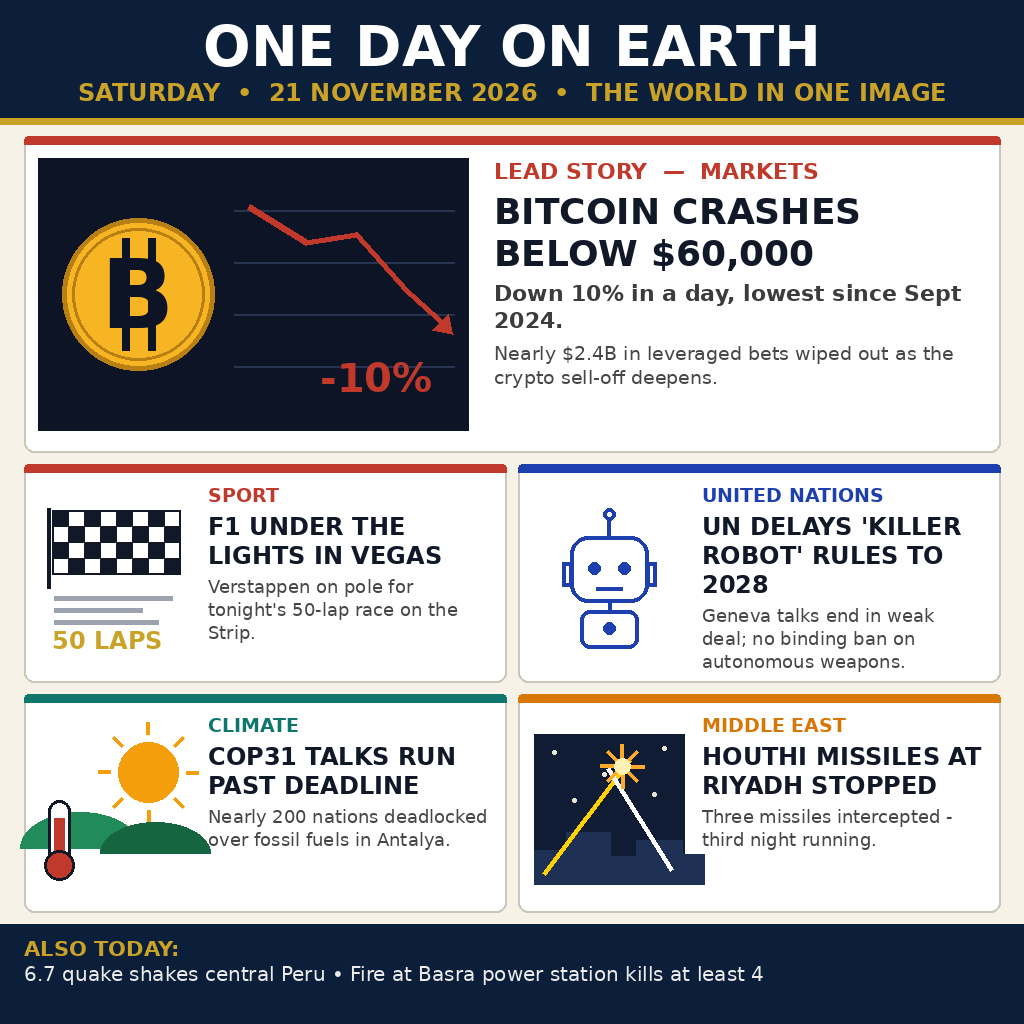 ONE DAY ON EARTH
SATURDAY • 21 NOVEMBER 2026 • THE WORLD IN ONE IMAGE
B
-10%
LEAD STORY — MARKETS
BITCOIN CRASHES
BELOW $60,000
Down 10% in a day, lowest since Sept
2024.
Nearly $2.4B in leveraged bets wiped out as the
crypto sell-off deepens.
50 LAPS
SPORT
F1 UNDER THE
LIGHTS IN VEGAS
Verstappen on pole for
tonight's 50-lap race on the
Strip.
UNITED NATIONS
UN DELAYS 'KILLER
ROBOT' RULES TO
2028
Geneva talks end in weak
deal; no binding ban on
autonomous weapons.
CLIMATE
COP31 TALKS RUN
PAST DEADLINE
Nearly 200 nations deadlocked
over fossil fuels in Antalya.
MIDDLE EAST
HOUTHI MISSILES AT
RIYADH STOPPED
Three missiles intercepted -
third night running.
ALSO TODAY:
6.7 quake shakes central Peru • Fire at Basra power station kills at least 4